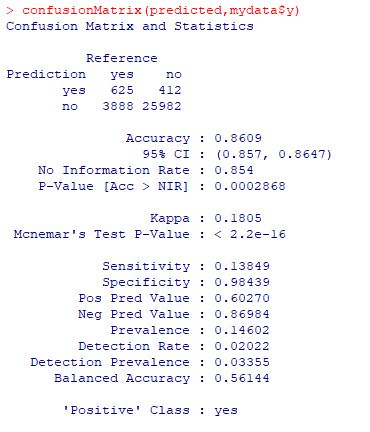 > confusionMatrix(predicted,mydata$y)
Confusion Matrix and Statistics
Reference
Prediction yes no
yes 625 412
no 3888 25982
Accuracy : 0.8609
95% CI : (0.857, 0.8647)
No Information Rate : 0.854
P-Value [Acc > NIR] : 0.0002868
Kappa : 0.1805
Mcnemar's Test P-Value : < 2.2e-16
Sensitivity : 0.13849
Specificity : 0.98439
Pos Pred Value : 0.60270
Neg Pred Value : 0.86984
Prevalence : 0.14602
Detection Rate : 0.02022
Detection Prevalence : 0.03355
Balanced Accuracy : 0.56144
'Positive' Class : yes